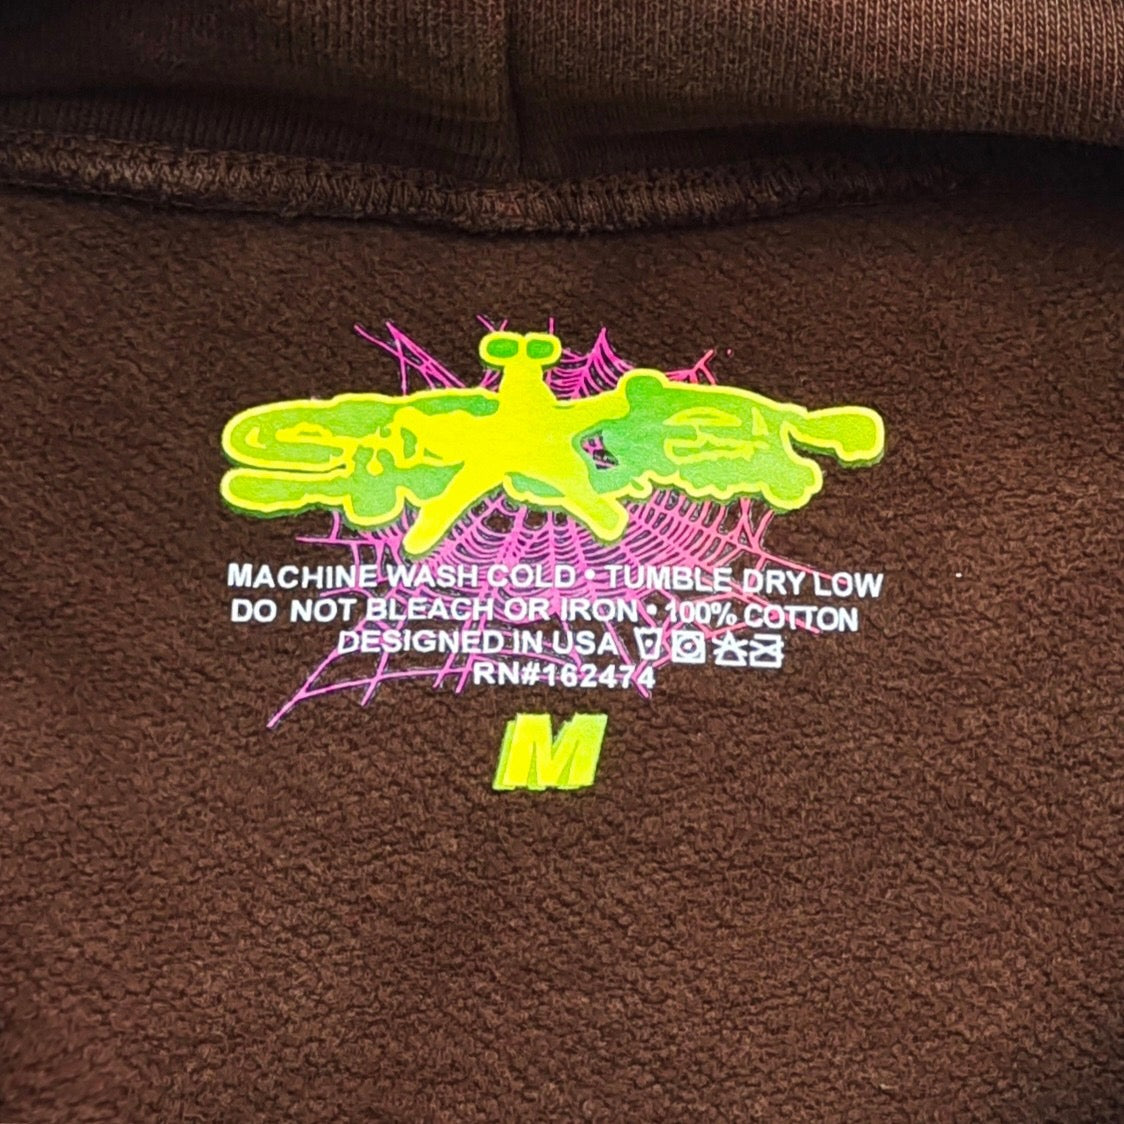 MACHINE WASH COLD • TUMBLE DRY LOW
DO NOT BLEACH OR IRON • 100% COTTON
DESIGNED IN USA
RN#162474
M